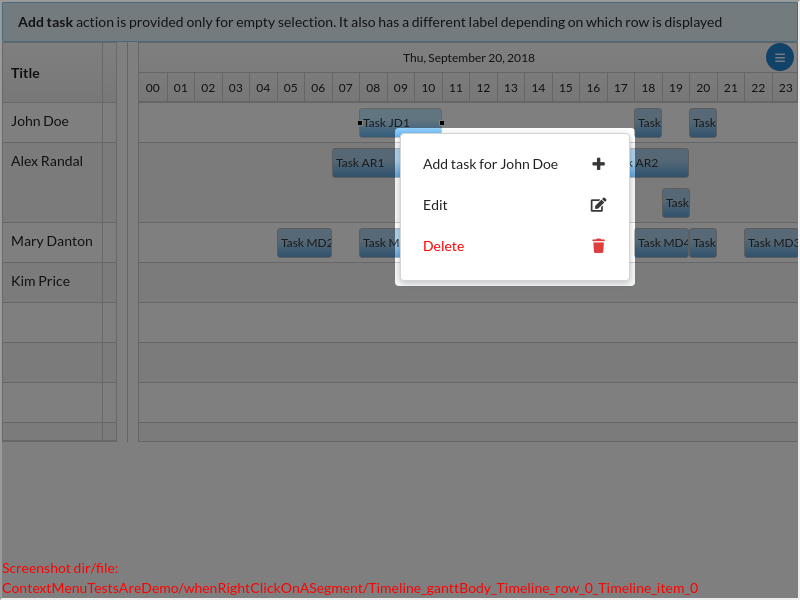 Add task action is provided only for empty selection. It also has a different label depending on which row is displayed
Title
Thu, September 20, 2018
00 01 02 03 04 05 06 07 08 09 10 11 12 13 14 15 16 17 18 19 20 21 22 23
John Doe
Task JD1
Task
Task
Alex Randal
Task AR1
AR2
Task
Mary Danton
Task MD2
Task M
Task MD4
Task
Task MD3
Kim Price
Add task for John Doe
Edit
Delete
Screenshot dir/file:
ContextMenuTestsAreDemo/whenRightClickOnASegment/Timeline_ganttBody_Timeline_row_0_Timeline_item_0